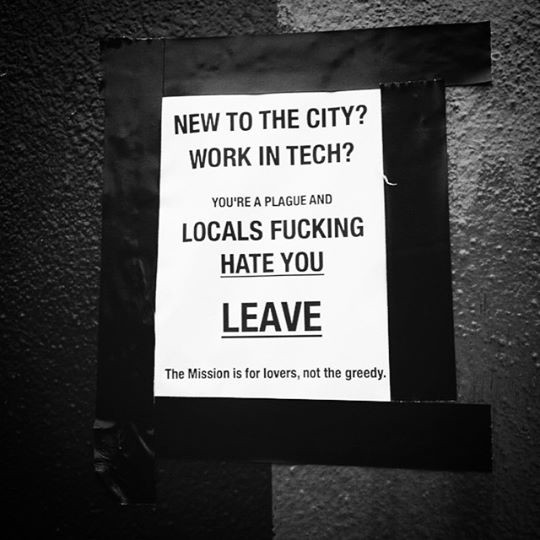 NEW TO THE CITY?
WORK IN TECH?
YOU'RE A PLAGUE AND
LOCALS FUCKING
HATE YOU
LEAVE
The Mission is for lovers, not the greedy.